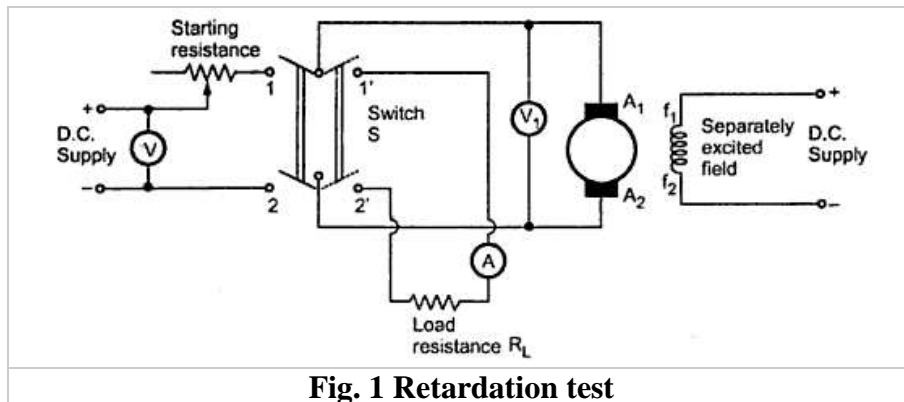 Starting
resistance
1
1'
Switch
S
+
D.C.
Supply
V
–
2
2'
V1
A1
A2
f1
f2
Separately
excited
field
+
D.C.
Supply
–
A
Load
resistance RL
Fig. 1 Retardation test